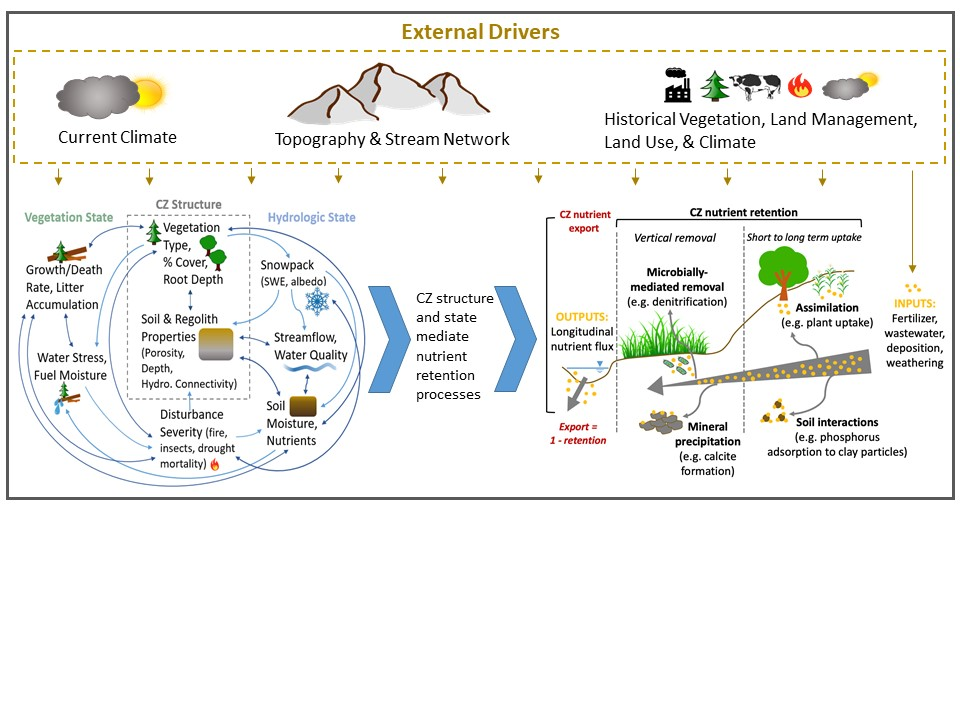 External Drivers
Current Climate
Topography & Stream Network
Historical Vegetation, Land Management,
Land Use, & Climate
Vegetation State
CZ Structure
Hydrologic State
Growth/Death
Rate, Litter
Accumulation
Water Stress,
Fuel Moisture
Vegetation
Type,
% Cover,
Root Depth
Soil & Regolith
Properties
(Porosity,
Depth,
Hydro. Connectivity)
Disturbance
Severity (fire,
insects, drought
mortality)
Snowpack
(SWE, albedo)
Streamflow,
Water Quality
Soil
Moisture,
Nutrients
CZ structure
and state
mediate
nutrient
retention
processes
CZ nutrient
export
OUTPUTS:
Longitudinal
nutrient flux
Export =
1 - retention
CZ nutrient retention
Vertical removal
Short to long term uptake
Microbially-
mediated removal
(e.g. denitrification)
Assimilation
(e.g. plant uptake)
Mineral
precipitation
(e.g. calcite
formation)
Soil interactions
(e.g. phosphorus
adsorption to clay particles)
INPUTS:
Fertilizer,
wastewater,
deposition,
weathering